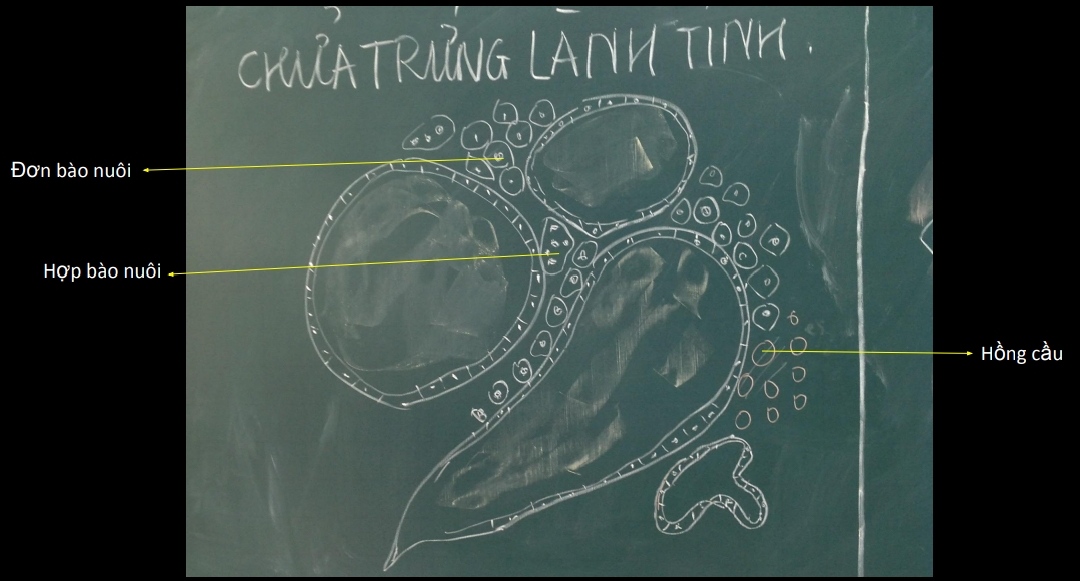 CHỬA TRỨNG LÀNH TÍNH.
Đơn bào nuôi
Hợp bào nuôi
Hồng cầu